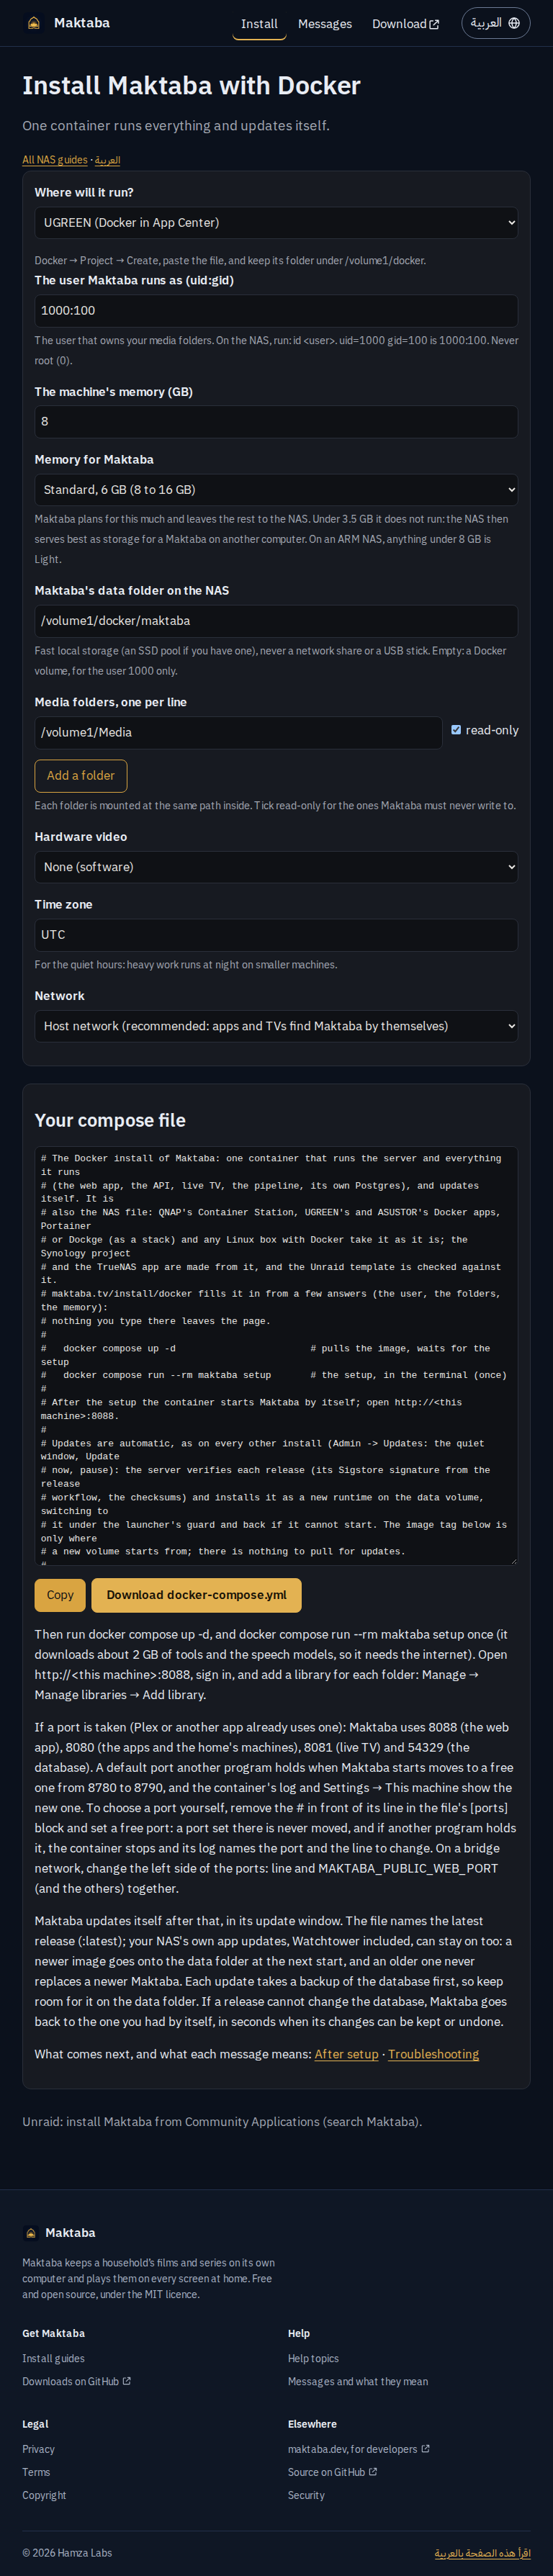 Maktaba
Install
Messages
Download
العربية
Install Maktaba with Docker
One container runs everything and updates itself.
All NAS guides · العربية
Where will it run?
UGREEN (Docker in App Center)
Docker → Project → Create, paste the file, and keep its folder under /volume1/docker.
The user Maktaba runs as (uid:gid)
1000:100
The user that owns your media folders. On the NAS, run: id <user>. uid=1000 gid=100 is 1000:100. Never
root (0).
The machine's memory (GB)
8
Memory for Maktaba
Standard, 6 GB (8 to 16 GB)
Maktaba plans for this much and leaves the rest to the NAS. Under 3.5 GB it does not run: the NAS then
serves best as storage for a Maktaba on another computer. On an ARM NAS, anything under 8 GB is
Light.
Maktaba's data folder on the NAS
/volume1/docker/maktaba
Fast local storage (an SSD pool if you have one), never a network share or a USB stick. Empty: a Docker
volume, for the user 1000 only.
Media folders, one per line
/volume1/Media
read-only
Add a folder
Each folder is mounted at the same path inside. Tick read-only for the ones Maktaba must never write to.
Hardware video
None (software)
Time zone
UTC
For the quiet hours: heavy work runs at night on smaller machines.
Network
Host network (recommended: apps and TVs find Maktaba by themselves)
Your compose file
# The Docker install of Maktaba: one container that runs the server and everything
it runs
# (the web app, the API, live TV, the pipeline, its own Postgres), and updates
itself. It is
# also the NAS file: QNAP's Container Station, UGREEN's and ASUSTOR's Docker apps,
Portainer
# or Dockge (as a stack) and any Linux box with Docker take it as it is; the
Synology project
# and the TrueNAS app are made from it, and the Unraid template is checked against
it.
# maktaba.tv/install/docker fills it in from a few answers (the user, the folders,
the memory):
# nothing you type there leaves the page.
#
#   docker compose up -d                        # pulls the image, waits for the
setup
#   docker compose run --rm maktaba setup       # the setup, in the terminal (once)
#
# After the setup the container starts Maktaba by itself; open http://<this
machine>:8088.
#
# Updates are automatic, as on every other install (Admin -> Updates: the quiet
window, Update
# now, pause): the server verifies each release (its Sigstore signature from the
release
# workflow, the checksums) and installs it as a new runtime on the data volume,
switching to
# it under the launcher's guard and back if it cannot start. The image tag below is
only where
# a new volume starts from; there is nothing to pull for updates.
#
Copy
Download docker-compose.yml
Then run docker compose up -d, and docker compose run --rm maktaba setup once (it
downloads about 2 GB of tools and the speech models, so it needs the internet). Open
http://<this machine>:8088, sign in, and add a library for each folder: Manage →
Manage libraries → Add library.
If a port is taken (Plex or another app already uses one): Maktaba uses 8088 (the web
app), 8080 (the apps and the home's machines), 8081 (live TV) and 54329 (the
database). A default port another program holds when Maktaba starts moves to a free
one from 8780 to 8790, and the container's log and Settings → This machine show the
new one. To choose a port yourself, remove the # in front of its line in the file's [ports]
block and set a free port: a port set there is never moved, and if another program holds
it, the container stops and its log names the port and the line to change. On a bridge
network, change the left side of the ports: line and MAKTABA_PUBLIC_WEB_PORT
(and the others) together.
Maktaba updates itself after that, in its update window. The file names the latest
release (:latest); your NAS's own app updates, Watchtower included, can stay on too: a
newer image goes onto the data folder at the next start, and an older one never
replaces a newer Maktaba. Each update takes a backup of the database first, so keep
room for it on the data folder. If a release cannot change the database, Maktaba goes
back to the one you had by itself, in seconds when its changes can be kept or undone.
What comes next, and what each message means: After setup · Troubleshooting
Unraid: install Maktaba from Community Applications (search Maktaba).
Maktaba
Maktaba keeps a household's films and series on its own
computer and plays them on every screen at home. Free
and open source, under the MIT licence.
Get Maktaba
Install guides
Downloads on GitHub
Help
Help topics
Messages and what they mean
Legal
Privacy
Terms
Copyright
Elsewhere
maktaba.dev, for developers
Source on GitHub
Security
© 2026 Hamza Labs
اقرأ هذه الصفحة بالعربية